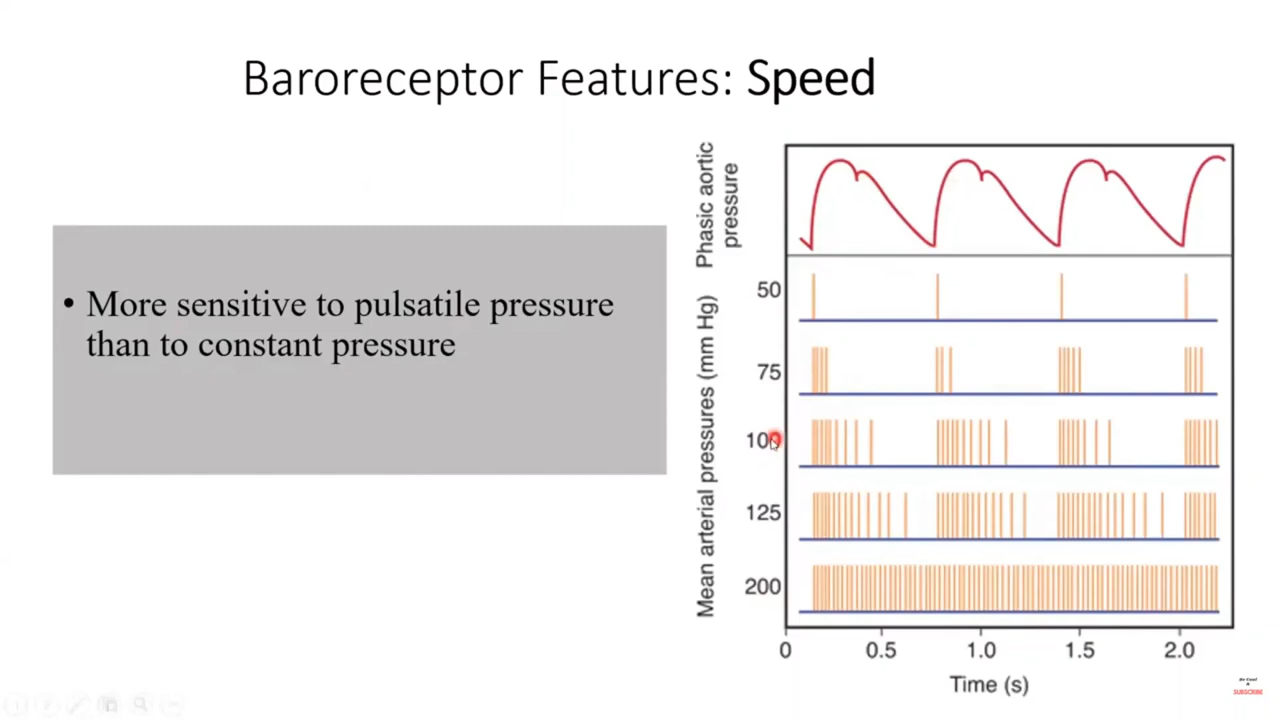 Baroreceptor Features: Speed
• More sensitive to pulsatile pressure
than to constant pressure
Phasic aortic
pressure
Mean arterial pressures (mm Hg)
50
75
100
125
200
0 0.5 1.0 1.5 2.0
Time (s)
SUBSCRIBE